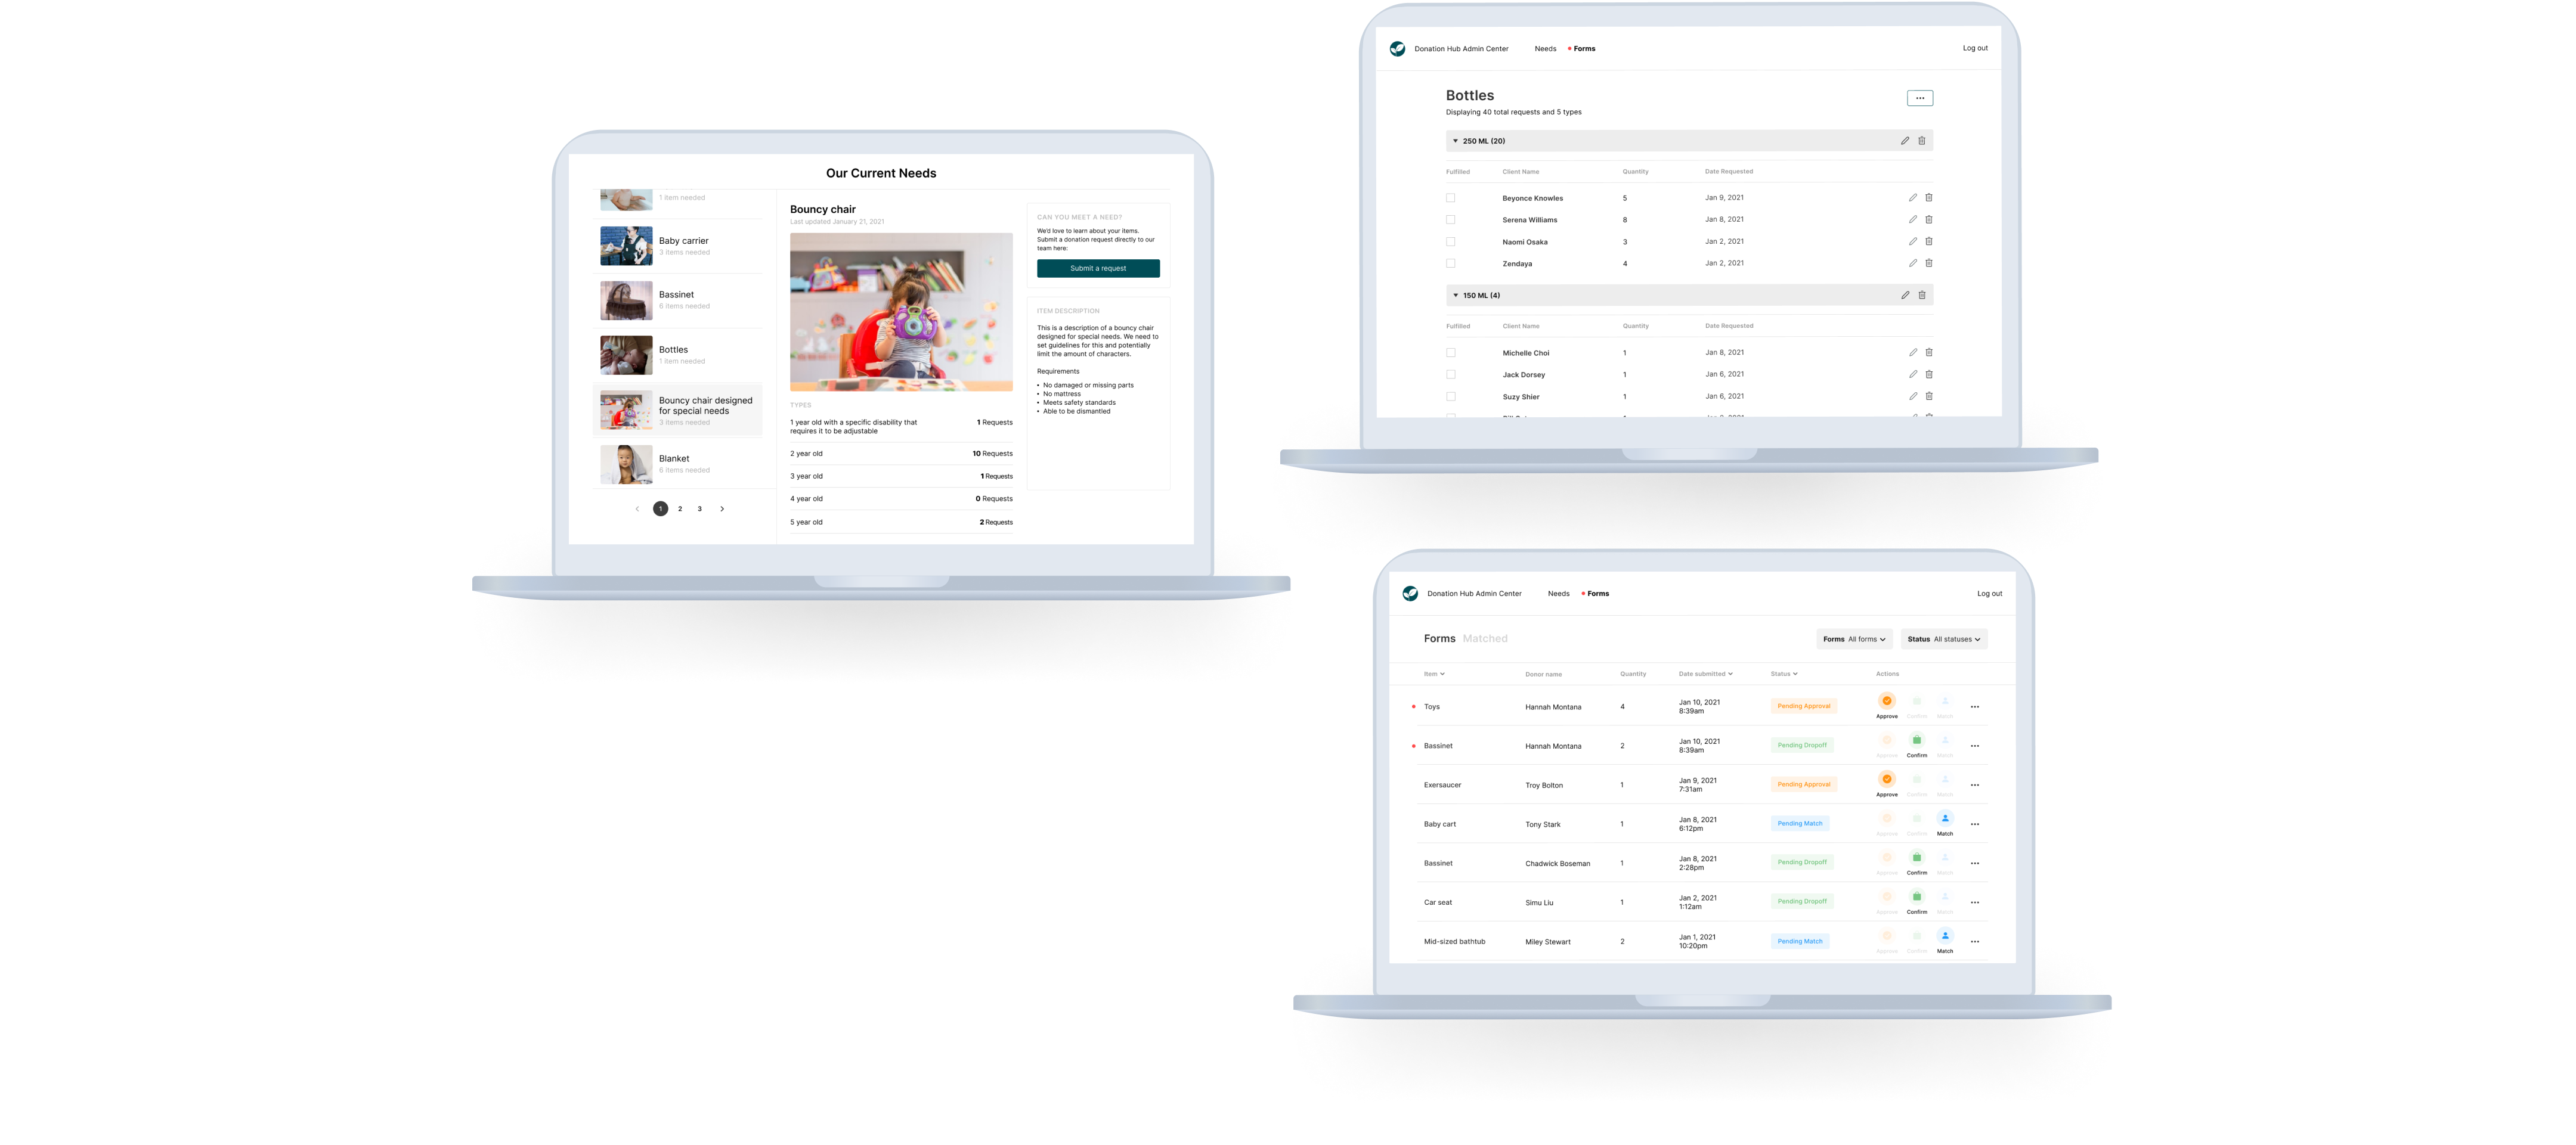 Our Current Needs
1 item needed
Baby carrier
3 items needed
Bassinet
6 items needed
Bottles
1 item needed
Bouncy chair designed
for special needs
3 items needed
Blanket
6 items needed
1 2 3
Bouncy chair
Last updated January 21, 2021
TYPES
1 year old with a specific disability that
requires it to be adjustable
1 Requests
2 year old 10 Requests
3 year old 1 Requests
4 year old 0 Requests
5 year old 2 Requests
CAN YOU MEET A NEED?
We'd love to learn about your items.
Submit a donation request directly to our
team here:
Submit a request
ITEM DESCRIPTION
This is a description of a bouncy chair
designed for special needs. We need to
set guidelines for this and potentially
limit the amount of characters.
Requirements
• No damaged or missing parts
• No mattress
• Meets safety standards
• Able to be dismantled
Donation Hub Admin Center Needs Forms Log out
Bottles
Displaying 40 total requests and 5 types
250 ML (20)
Fulfilled Client Name Quantity Date Requested
Beyonce Knowles 5 Jan 9, 2021
Serena Williams 8 Jan 8, 2021
Naomi Osaka 3 Jan 2, 2021
Zendaya 4 Jan 2, 2021
150 ML (4)
Fulfilled Client Name Quantity Date Requested
Michelle Choi 1 Jan 8, 2021
Jack Dorsey 1 Jan 6, 2021
Suzy Shier 1 Jan 6, 2021
Donation Hub Admin Center Needs Forms Log out
Forms Matched Forms All forms Status All statuses
Item Donor name Quantity Date submitted Status Actions
Toys Hannah Montana 4 Jan 10, 2021 Pending Approval
8:39am
Approve Confirm Match
Bassinet Hannah Montana 2 Jan 10, 2021 Pending Dropoff
8:39am
Approve Confirm Match
Exersaucer Troy Bolton 1 Jan 9, 2021 Pending Approval
7:31am
Approve Confirm Match
Baby cart Tony Stark 1 Jan 8, 2021 Pending Match
6:12pm
Approve Confirm Match
Bassinet Chadwick Boseman 1 Jan 8, 2021 Pending Dropoff
2:28pm
Approve Confirm Match
Car seat Simu Liu 1 Jan 2, 2021 Pending Dropoff
1:12am
Approve Confirm Match
Mid-sized bathtub Miley Stewart 2 Jan 1, 2021 Pending Match
10:20pm
Approve Confirm Match